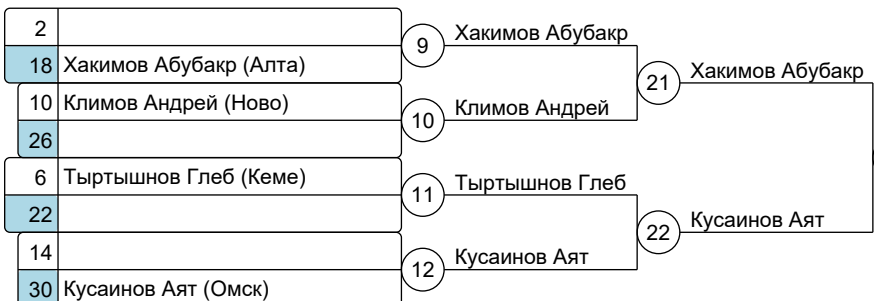 2
18 Хакимов Абубакр (Алта)
9
Хакимов Абубакр
10 Климов Андрей (Ново)
26
10
Климов Андрей
21
Хакимов Абубакр
6 Тыртышнов Глеб (Кеме)
22
11
Тыртышнов Глеб
14
30 Кусаинов Аят (Омск)
12
Кусаинов Аят
22
Кусаинов Аят